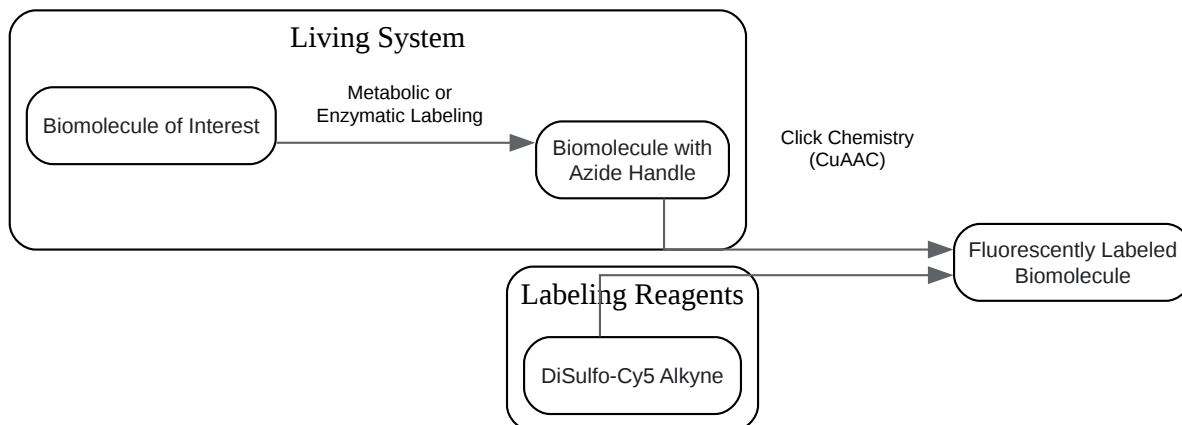 Living System
Biomolecule of Interest
Metabolic or
Enzymatic Labeling
Biomolecule with
Azide Handle
Click Chemistry
(CuAAC)
Fluorescently Labeled
Biomolecule
Labeling Reagents
DiSulfo-Cy5 Alkyne